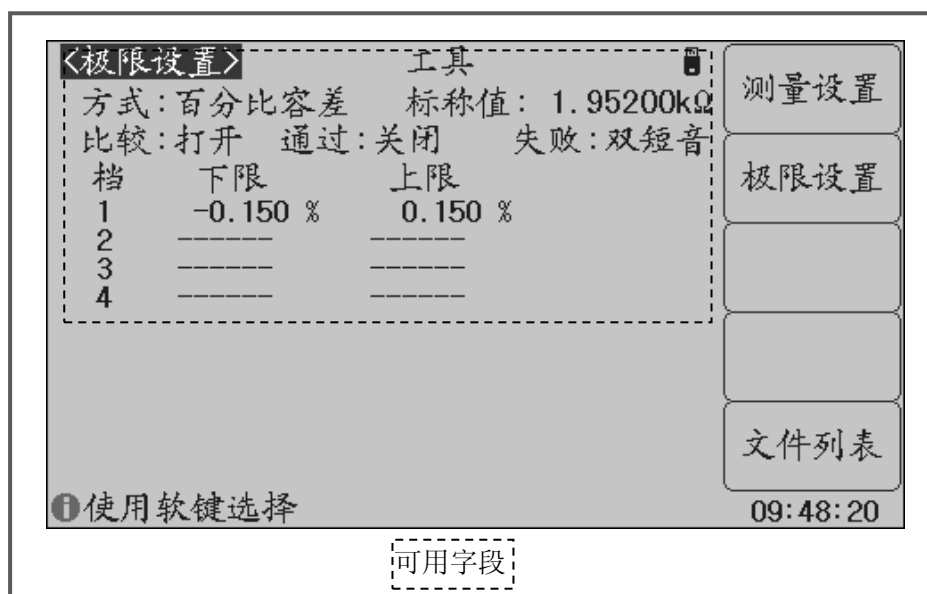 <极限设置> 工具
方式:百分比容差 标称值: 1.95200kΩ
比较:打开 通过:关闭 失败:双短音
档 下限 上限
1 -0.150 % 0.150 %
2 ------ ------
3 ------ ------
4 ------ ------
测量设置
极限设置
文件列表
使用软键选择
09:48:20
可用字段